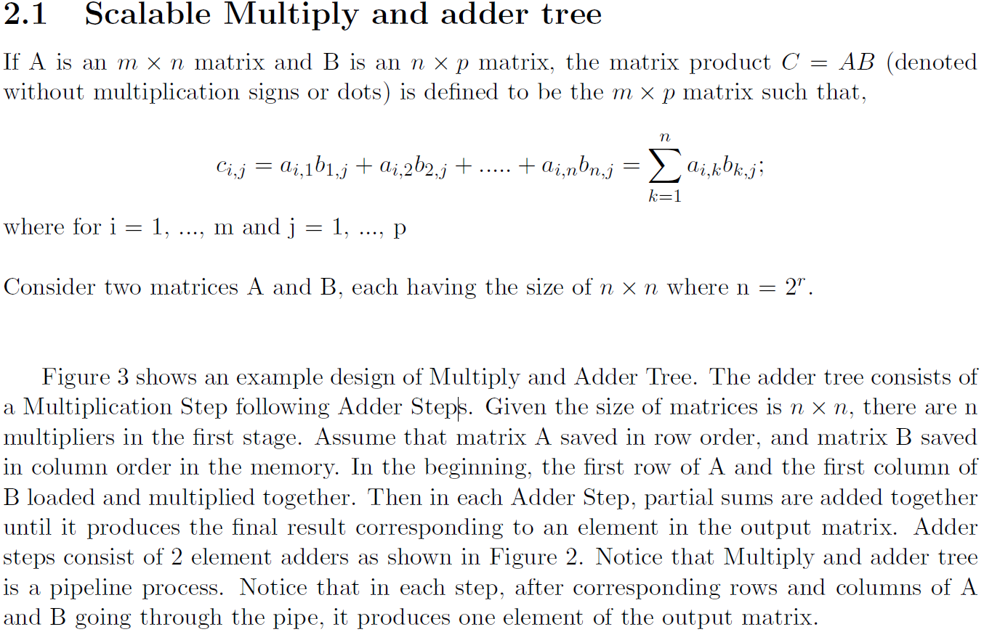 2.1 Scalable Multiply and adder tree
If A is an m × n matrix and B is an n × p matrix, the matrix product C = AB (denoted
without multiplication signs or dots) is defined to be the m × p matrix such that,
c_{i,j} = a_{i,1}b_{1,j} + a_{i,2}b_{2,j} + ..... + a_{i,n}b_{n,j} = \sum_{k=1}^{n} a_{i,k}b_{k,j};
where for i = 1, ..., m and j = 1, ..., p
Consider two matrices A and B, each having the size of n × n where n = 2^r.
Figure 3 shows an example design of Multiply and Adder Tree. The adder tree consists of
a Multiplication Step following Adder Steps. Given the size of matrices is n × n, there are n
multipliers in the first stage. Assume that matrix A saved in row order, and matrix B saved
in column order in the memory. In the beginning, the first row of A and the first column of
B loaded and multiplied together. Then in each Adder Step, partial sums are added together
until it produces the final result corresponding to an element in the output matrix. Adder
steps consist of 2 element adders as shown in Figure 2. Notice that Multiply and adder tree
is a pipeline process. Notice that in each step, after corresponding rows and columns of A
and B going through the pipe, it produces one element of the output matrix.